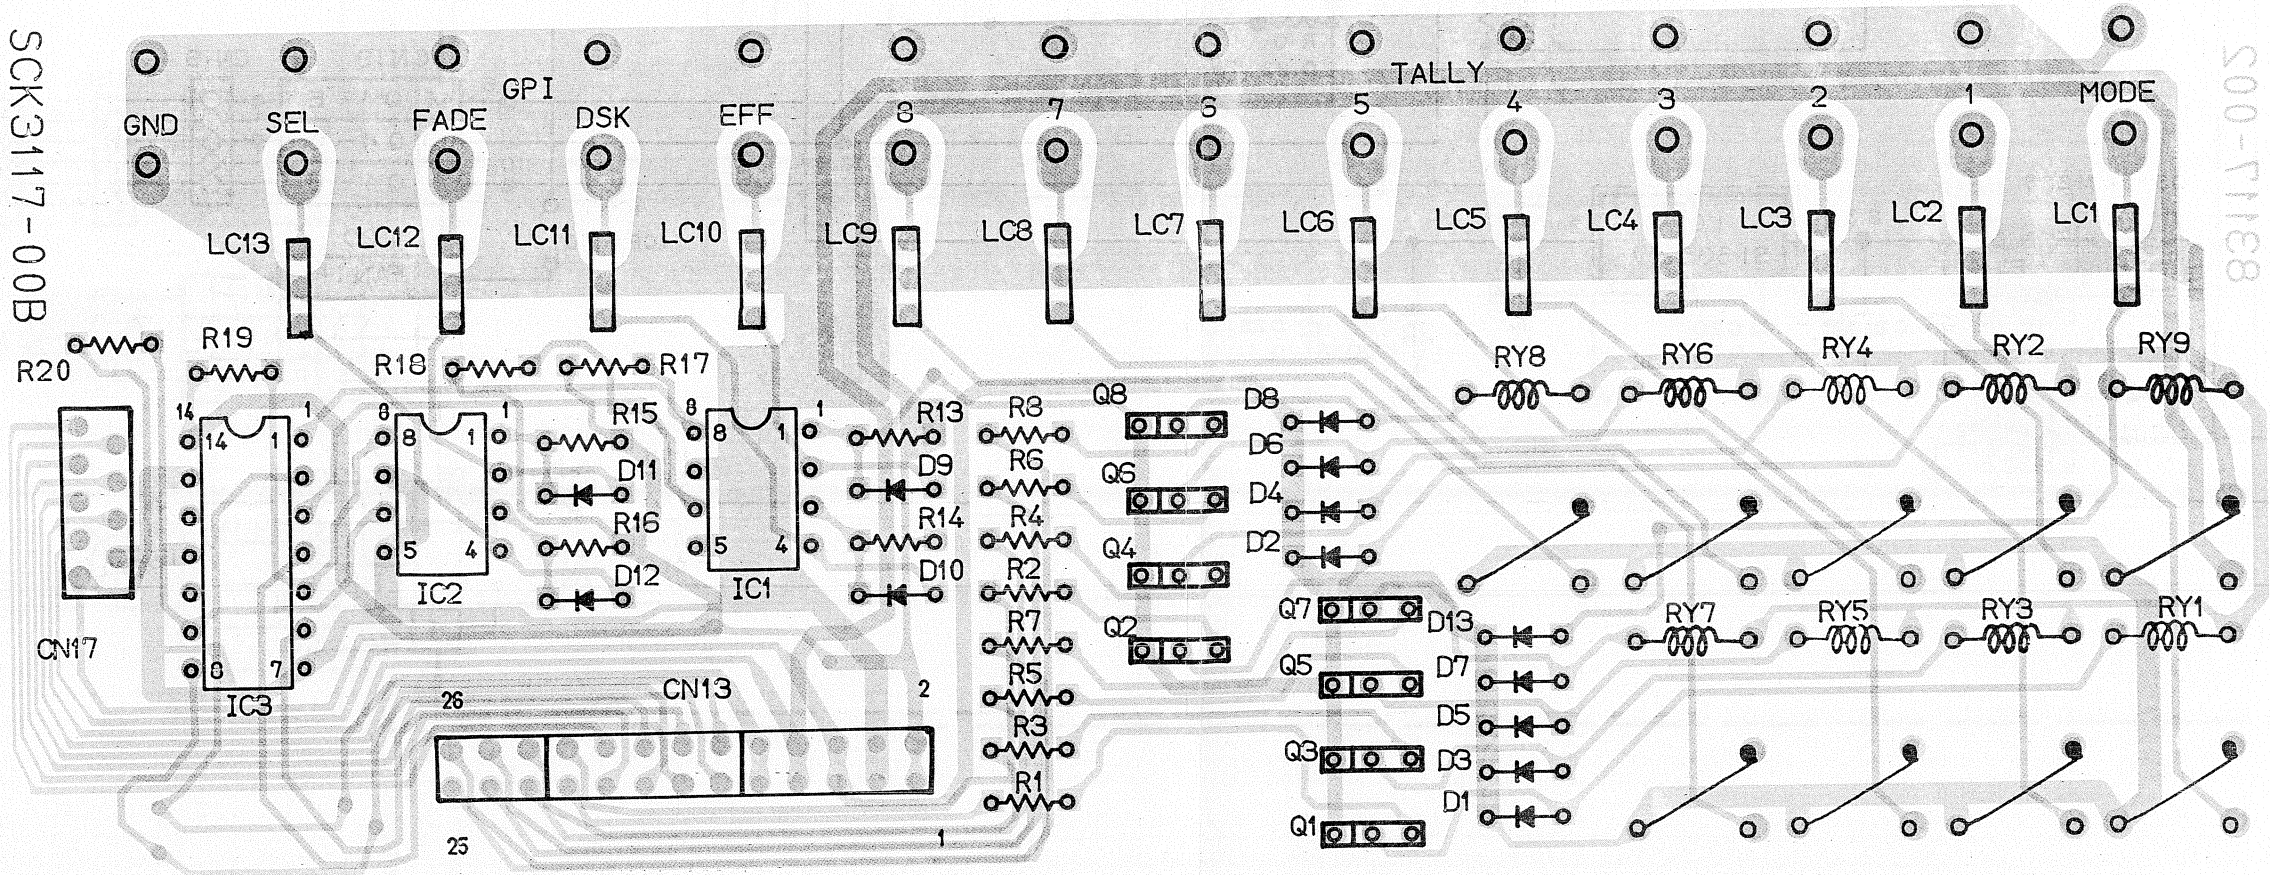 SCK3117-00B
GPI
TALLY
GND SEL FADE DSK EFF 8 7 6 5 4 3 2 1 MODE
LC13 LC12 LC11 LC10 LC9 LC8 LC7 LC6 LC5 LC4 LC3 LC2 LC1
83117-002
R20 R19 R18 R17
RY8 RY6 RY4 RY2 RY9
14 1 8 1 R15 8 1 R13 R8 Q8 D8
14 1 8 1 8 1
D11 D9 R6 Q6 D6
R16 R14 R4 D4
5 4 5 4 Q4 D2
D12 D10 R2
IC2 IC1
CN17 8 7 R7 Q2 Q7 D13 RY7 RY5 RY3 RY1
IC3 26 CN13 2 R5 Q5 D7
R3 Q3 D5
D3
R1 D1
25 1 Q1